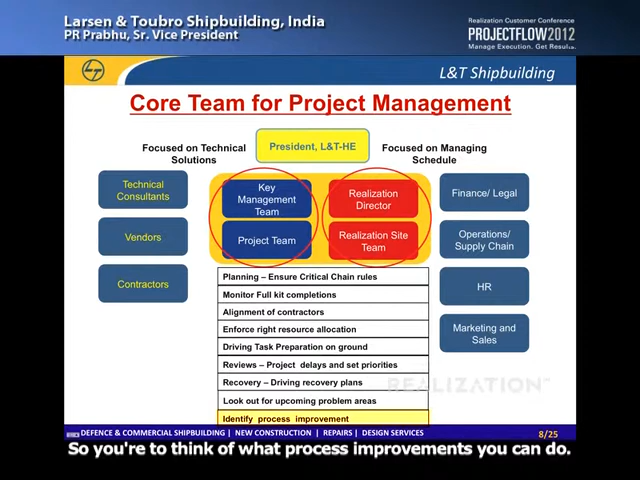 Larsen & Toubro Shipbuilding, India
PR Prabhu, Sr. Vice President
Realization Customer Conference
PROJECTFLOW2012
Manage Execution. Get Results.
L&T Shipbuilding
Core Team for Project Management
Focused on Technical
Solutions
President, L&T-HE
Focused on Managing
Schedule
Technical
Consultants
Vendors
Contractors
Key
Management
Team
Project Team
Realization
Director
Realization Site
Team
Finance/ Legal
Operations/
Supply Chain
HR
Marketing and
Sales
Planning – Ensure Critical Chain rules
Monitor Full kit completions
Alignment of contractors
Enforce right resource allocation
Driving Task Preparation on ground
Reviews – Project delays and set priorities
Recovery – Driving recovery plans
Look out for upcoming problem areas
Identify process improvement
REALIZATION
DEFENCE & COMMERCIAL SHIPBUILDING | NEW CONSTRUCTION | REPAIRS | DESIGN SERVICES
8/25
So you're to think of what process improvements you can do.